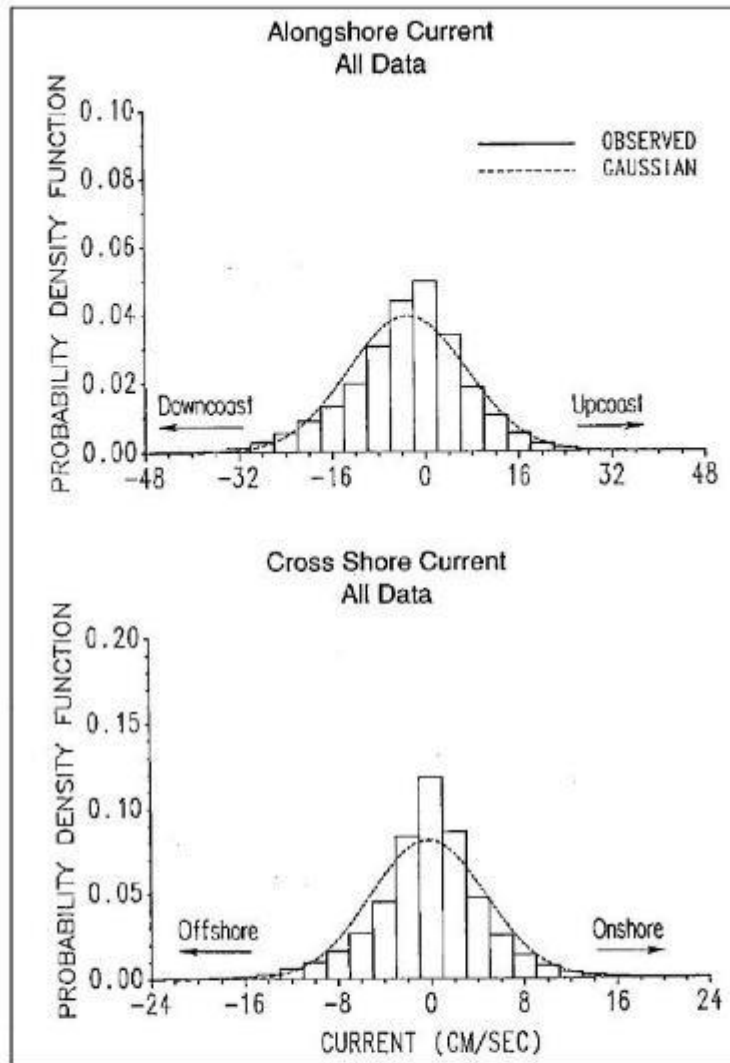 Alongshore Current
All Data
PROBABILITY DENSITY FUNCTION
0.10
0.08
0.06
0.04
0.02
0.00
OBSERVED
GAUSSIAN
Downcoast
Upcoast
-48 -32 -16 0 16 32 48
Cross Shore Current
All Data
PROBABILITY DENSITY FUNCTION
0.20
0.15
0.10
0.05
0.00
Offshore
Onshore
-24 -16 -8 0 8 16 24
CURRENT (CM/SEC)